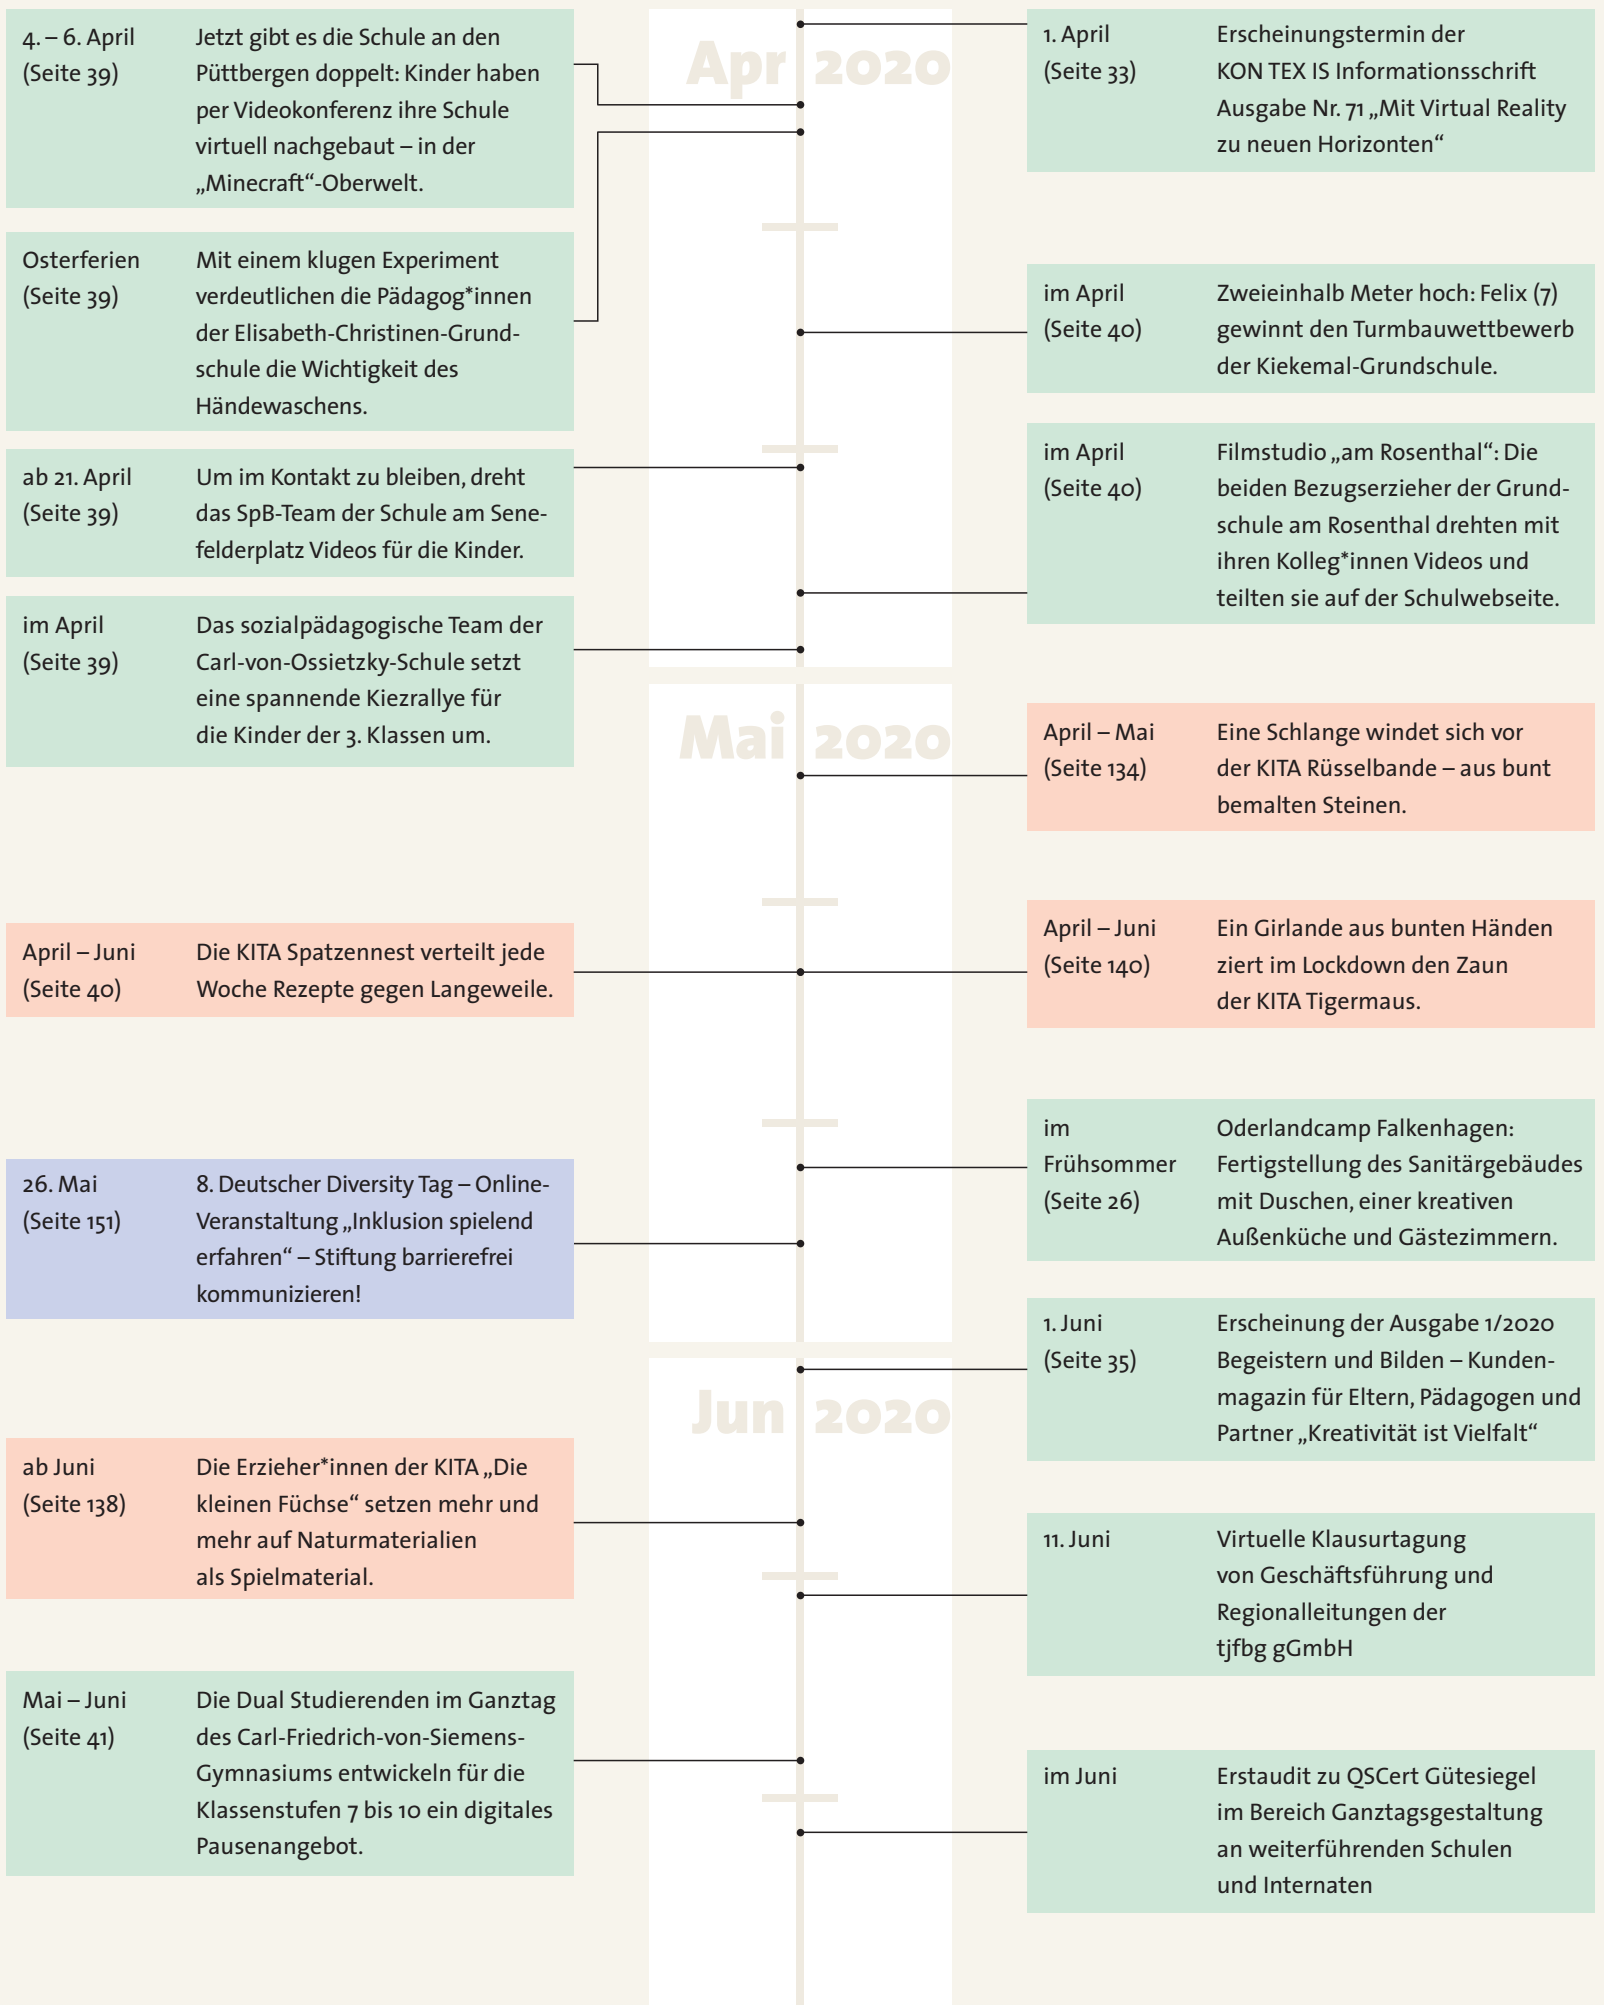 Apr 2020
4. – 6. April
(Seite 39)
Jetzt gibt es die Schule an den
Püttbergen doppelt: Kinder haben
per Videokonferenz ihre Schule
virtuell nachgebaut – in der
„Minecraft“-Oberwelt.
1. April
(Seite 33)
Erscheinungstermin der
KON TEX IS Informationsschrift
Ausgabe Nr. 71 „Mit Virtual Reality
zu neuen Horizonten“
Osterferien
(Seite 39)
Mit einem klugen Experiment
verdeutlichen die Pädagog*innen
der Elisabeth-Christinen-Grund-
schule die Wichtigkeit des
Händewaschens.
im April
(Seite 40)
Zweieinhalb Meter hoch: Felix (7)
gewinnt den Turmbauwettbewerb
der Kiekemal-Grundschule.
ab 21. April
(Seite 39)
Um im Kontakt zu bleiben, dreht
das SpB-Team der Schule am Sene-
felderplatz Videos für die Kinder.
im April
(Seite 40)
Filmstudio „am Rosenthal“: Die
beiden Bezugserzieher der Grund-
schule am Rosenthal drehten mit
ihren Kolleg*innen Videos und
teilten sie auf der Schulwebseite.
im April
(Seite 39)
Das sozialpädagogische Team der
Carl-von-Ossietzky-Schule setzt
eine spannende Kiezrallye für
die Kinder der 3. Klassen um.
Mai 2020
April – Mai
(Seite 134)
Eine Schlange windet sich vor
der KITA Rüsselbande – aus bunt
bemalten Steinen.
April – Juni
(Seite 40)
Die KITA Spatzennest verteilt jede
Woche Rezepte gegen Langeweile.
April – Juni
(Seite 140)
Ein Girlande aus bunten Händen
ziert im Lockdown den Zaun
der KITA Tigermaus.
im
Frühsommer
(Seite 26)
Oderlandcamp Falkenhagen:
Fertigstellung des Sanitärgebäudes
mit Duschen, einer kreativen
Außenküche und Gästezimmern.
26. Mai
(Seite 151)
8. Deutscher Diversity Tag – Online-
Veranstaltung „Inklusion spielend
erfahren“ – Stiftung barrierefrei
kommunizieren!
Jun 2020
1. Juni
(Seite 35)
Erscheinung der Ausgabe 1/2020
Begeistern und Bilden – Kunden-
magazin für Eltern, Pädagogen und
Partner „Kreativität ist Vielfalt“
ab Juni
(Seite 138)
Die Erzieher*innen der KITA „Die
kleinen Füchse“ setzen mehr und
mehr auf Naturmaterialien
als Spielmaterial.
11. Juni
Virtuelle Klausurtagung
von Geschäftsführung und
Regionalleitungen der
tjfbg gGmbH
Mai – Juni
(Seite 41)
Die Dual Studierenden im Ganztag
des Carl-Friedrich-von-Siemens-
Gymnasiums entwickeln für die
Klassenstufen 7 bis 10 ein digitales
Pausenangebot.
im Juni
Erstaudit zu QSCert Gütesiegel
im Bereich Ganztagsgestaltung
an weiterführenden Schulen
und Internaten